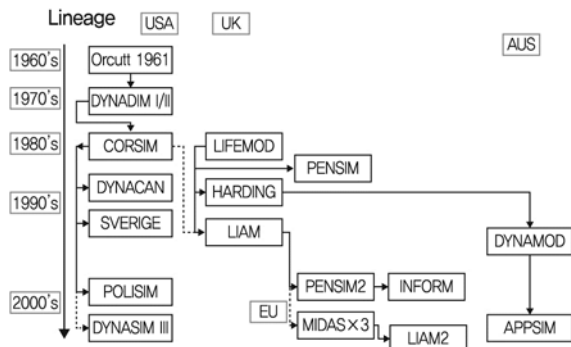 Lineage
USA
UK
AUS
1960's
Orcutt 1961
1970's
DYNADIM I/II
1980's
CORSIM
LIFEMOD
PENSIM
DYNACAN
HARDING
1990's
SVERIGE
LIAM
DYNAMOD
POLISIM
PENSIM2
INFORM
2000's
EU
DYNASIM III
MIDAS×3
LIAM2
APPSIM